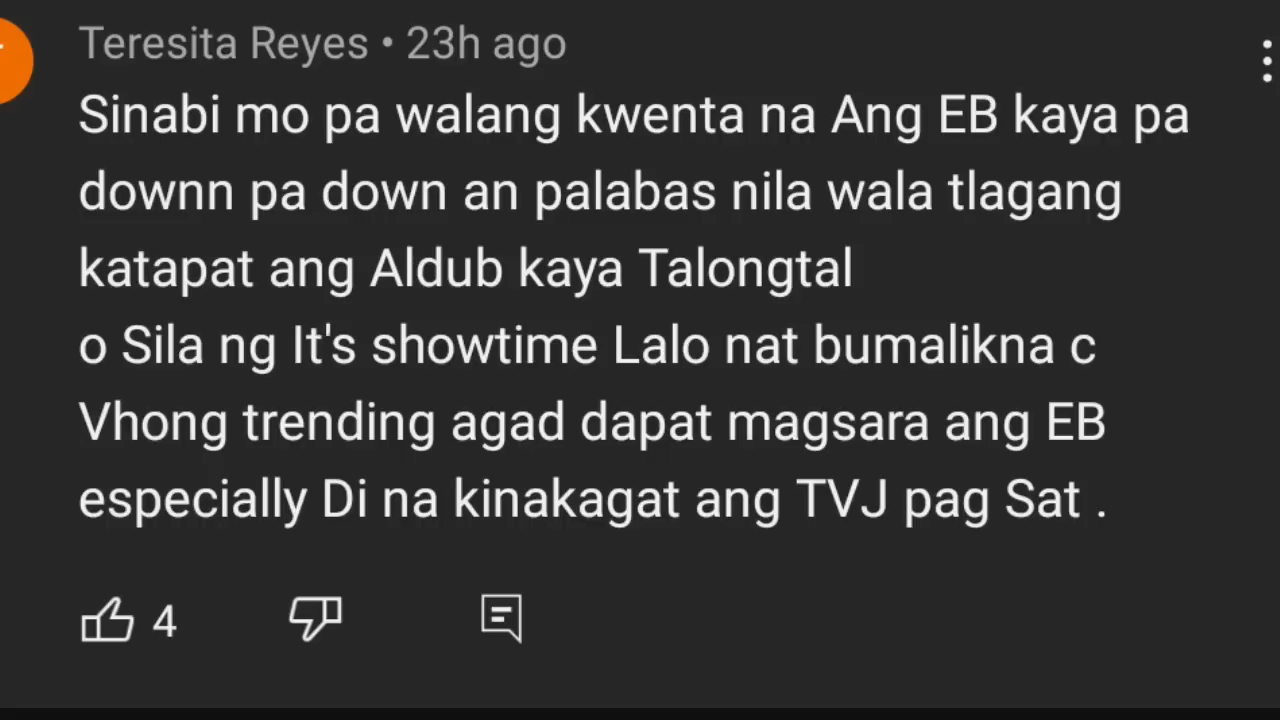 Teresita Reyes • 23h ago
Sinabi mo pa walang kwenta na Ang EB kaya pa
downn pa down an palabas nila wala tlagang
katapat ang Aldub kaya Talongtal
o Sila ng It's showtime Lalo nat bumalikna c
Vhong trending agad dapat magsara ang EB
especially Di na kinakagat ang TVJ pag Sat .
4